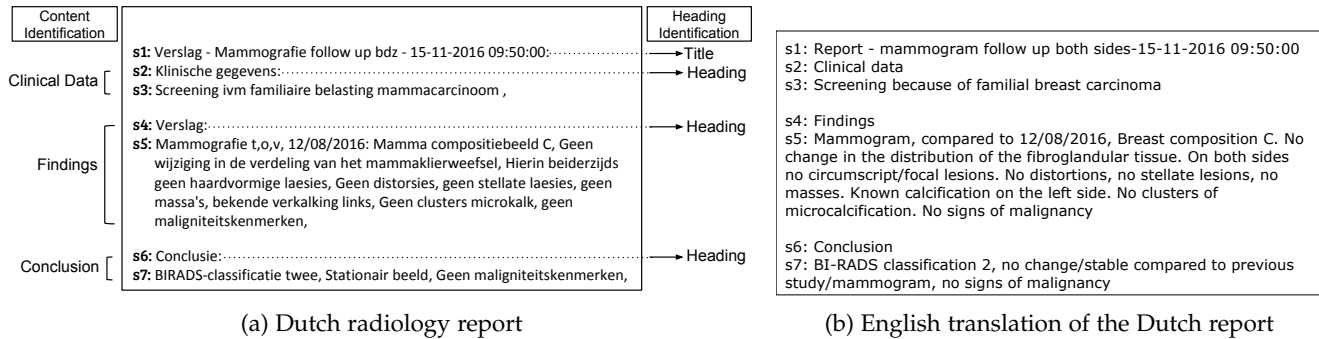 Content
Identification
Heading
Identification
s1: Verslag - Mammografie follow up bdz - 15-11-2016 09:50:00:
Title
Clinical Data
s2: Klinische gegevens:
Heading
s3: Screening ivm familiaire belasting mammacarcinoom ,
s4: Verslag:
Heading
Findings
s5: Mammografie t,o,v, 12/08/2016: Mamma compositiebeeld C, Geen
wijziging in de verdeling van het mammaklierweefsel, Hierin beiderzijds
geen haardvormige laesies, Geen distorsies, geen stellate laesies, geen
massa's, bekende verkalking links, Geen clusters microkalk, geen
maligniteitskenmerken,
Conclusion
s6: Conclusie:
Heading
s7: BIRADS-classificatie twee, Stationair beeld, Geen maligniteitskenmerken,
(a) Dutch radiology report
s1: Report - mammogram follow up both sides-15-11-2016 09:50:00
s2: Clinical data
s3: Screening because of familial breast carcinoma
s4: Findings
s5: Mammogram, compared to 12/08/2016, Breast composition C. No
change in the distribution of the fibroglandular tissue. On both sides
no circumscript/focal lesions. No distortions, no stellate lesions, no
masses. Known calcification on the left side. No clusters of
microcalcification. No signs of malignancy
s6: Conclusion
s7: BI-RADS classification 2, no change/stable compared to previous
study/mammogram, no signs of malignancy
(b) English translation of the Dutch report